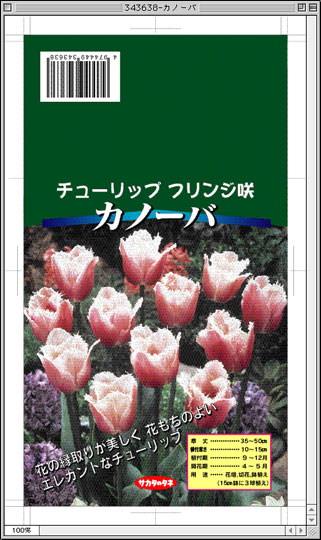 343638-カノーバ
4 974449 343638
チューリップ フリンジ咲
カノーバ
花の縁取りが美しく 花もちのよい
エレガントなチューリップ
サカタのタネ
草丈 ………… 35~50cm
植付深さ ………… 10~15cm
植付期 ………… 9~12月
開花期 ………… 4~5月
用途 …… 花壇、切花、鉢植え
(15cm鉢に3球植え)
100%